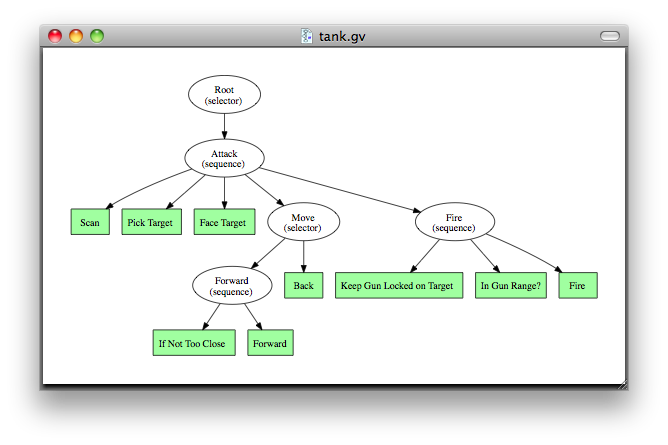 tank.gv
Root
(selector)
Attack
(sequence)
Scan
Pick Target
Face Target
Move
(selector)
Fire
(sequence)
Forward
(sequence)
Back
Keep Gun Locked on Target
In Gun Range?
Fire
If Not Too Close
Forward